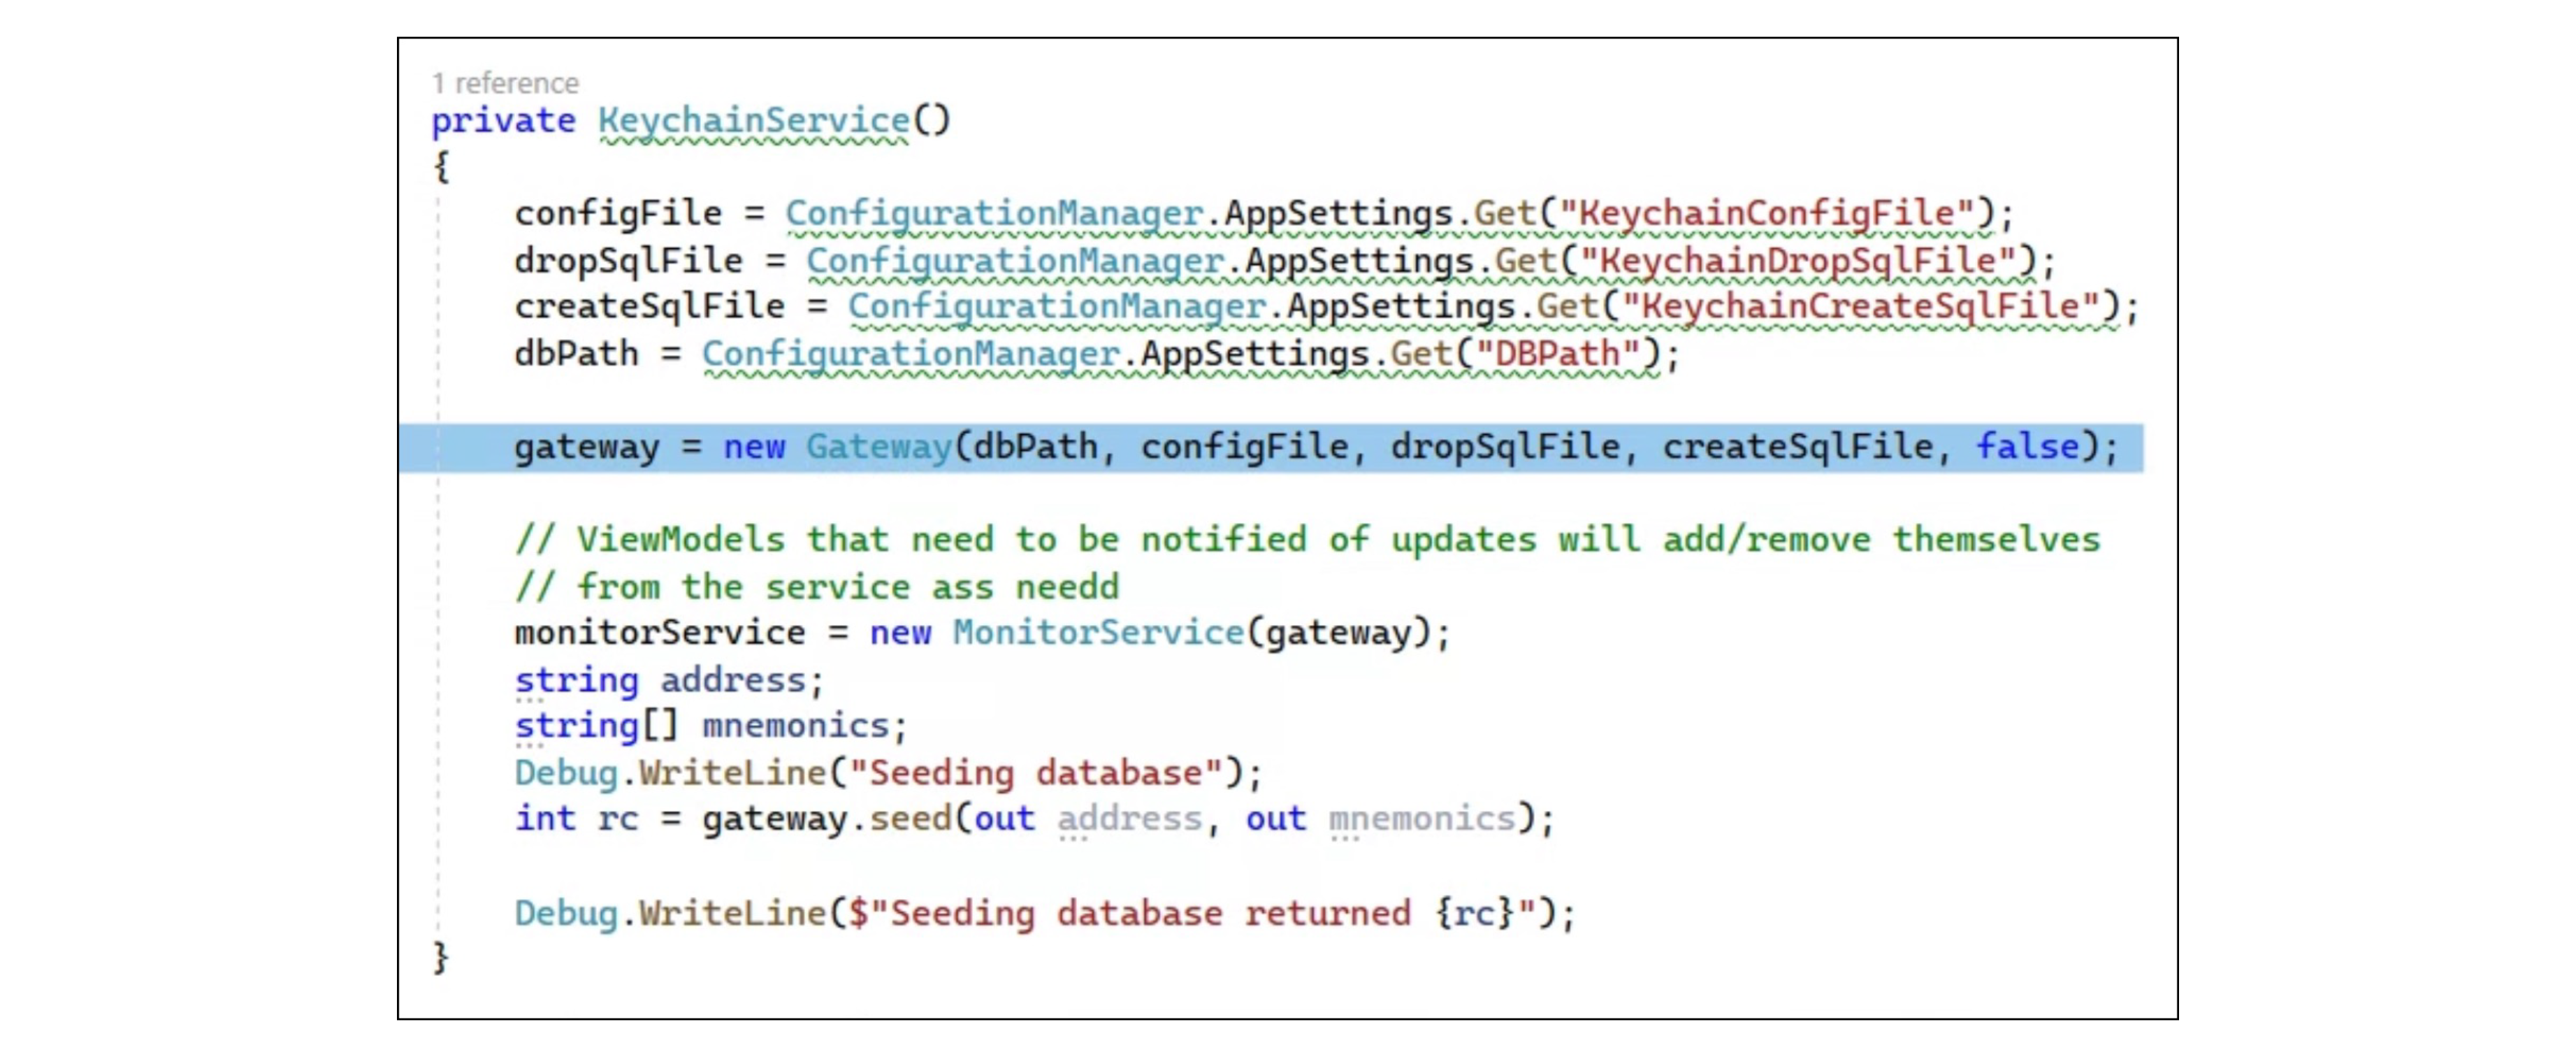 1 reference
private KeychainService()
{
configFile = ConfigurationManager.AppSettings.Get("KeychainConfigFile");
dropSqlFile = ConfigurationManager.AppSettings.Get("KeychainDropSqlFile");
createSqlFile = ConfigurationManager.AppSettings.Get("KeychainCreateSqlFile");
dbPath = ConfigurationManager.AppSettings.Get("DBPath");
gateway = new Gateway(dbPath, configFile, dropSqlFile, createSqlFile, false);
// ViewModels that need to be notified of updates will add/remove themselves
// from the service ass needd
monitorService = new MonitorService(gateway);
string address;
string[] mnemonics;
Debug.WriteLine("Seeding database");
int rc = gateway.seed(out address, out mnemonics);
Debug.WriteLine($"Seeding database returned {rc}");
}